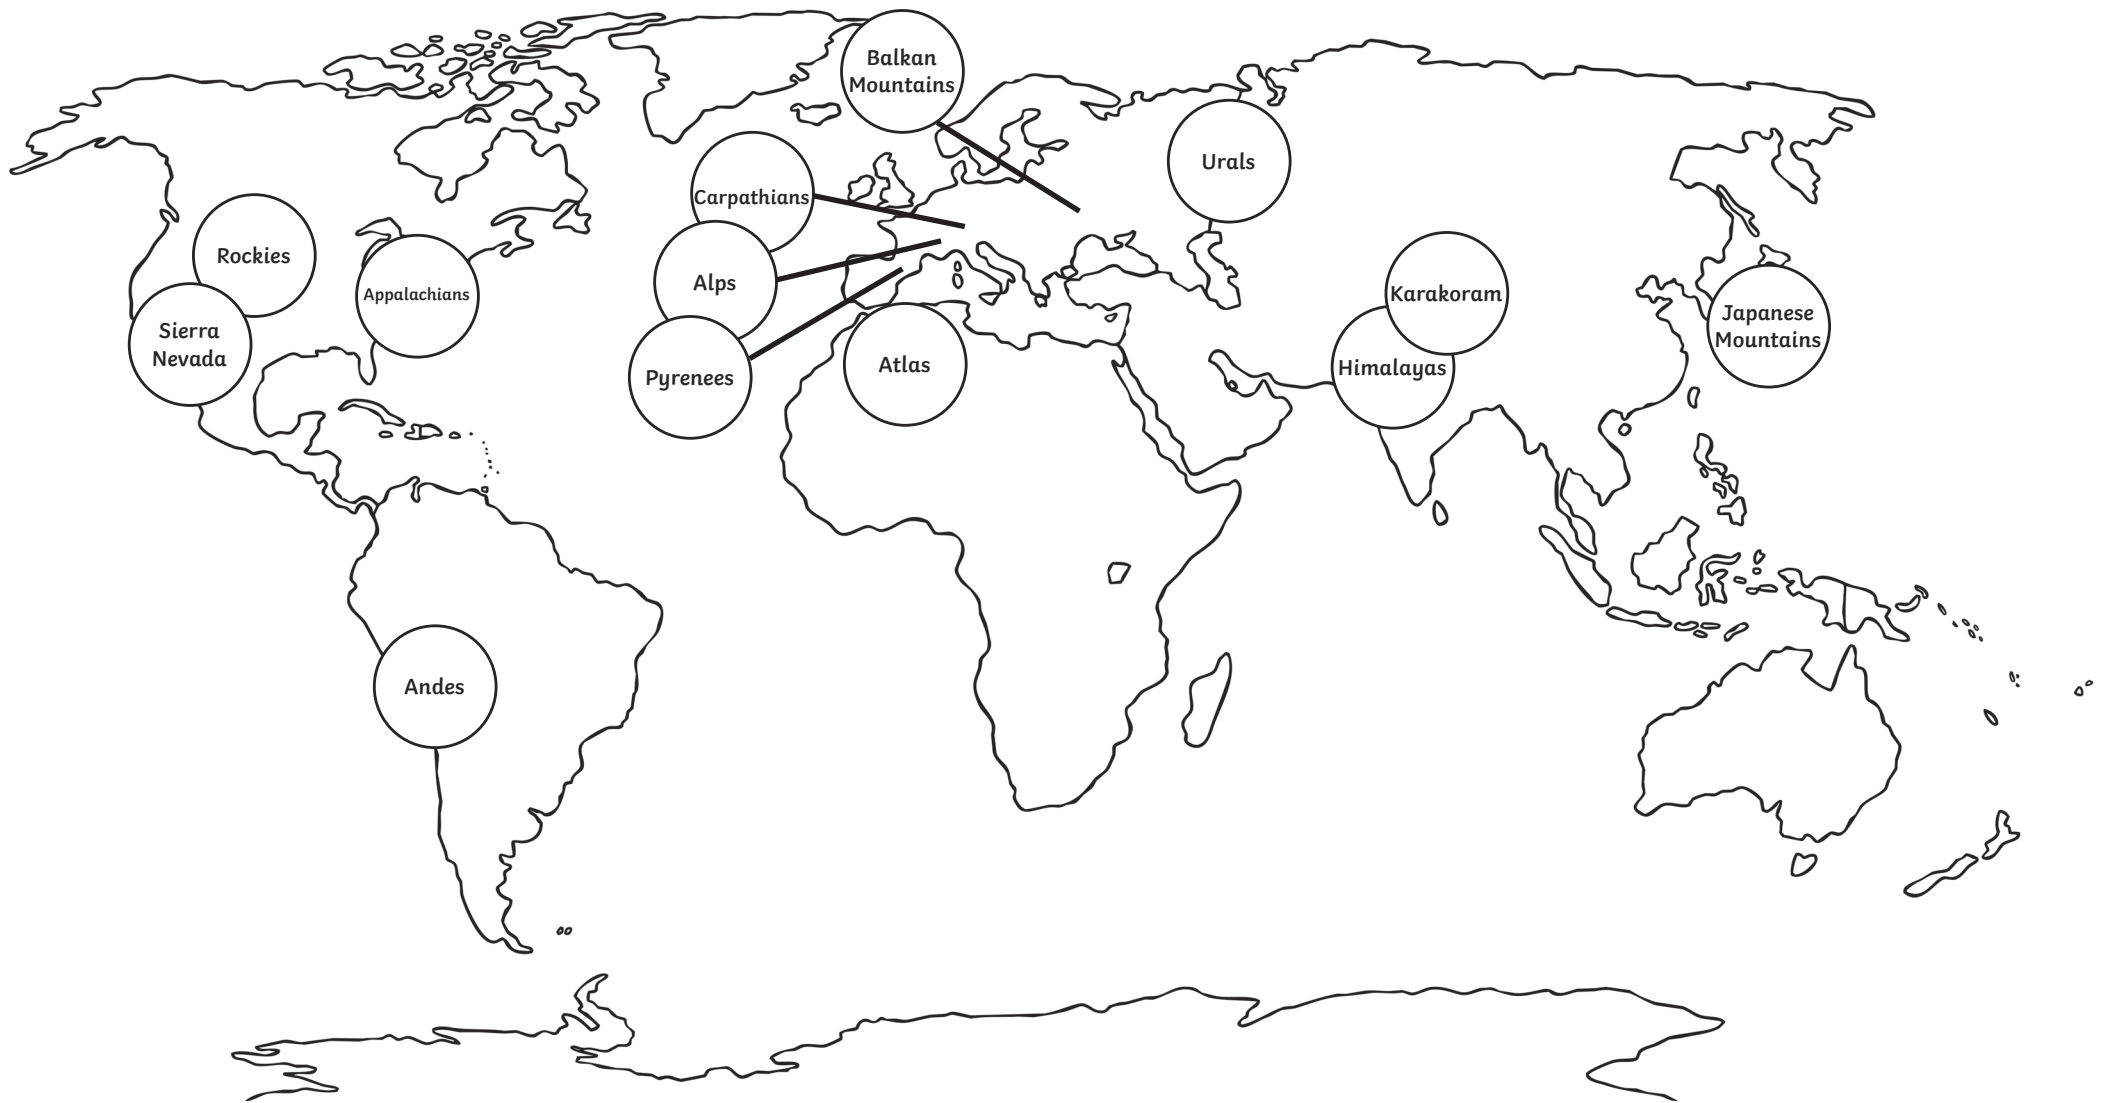 Balkan
Mountains
Urals
Carpathians
Rockies
Alps
Appalachians
Karakoram
Japanese
Mountains
Sierra
Nevada
Atlas
Himalayas
Pyrenees
Andes